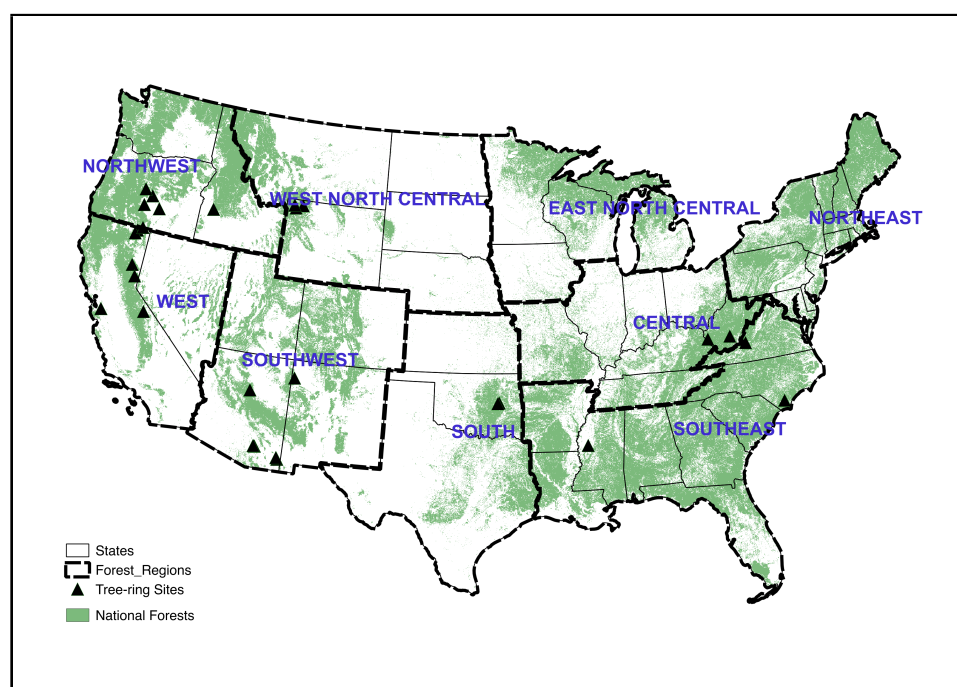 NORTHWEST
WEST NORTH CENTRAL
EAST NORTH CENTRAL
NORTHEAST
WEST
CENTRAL
SOUTHWEST
SOUTH
SOUTHEAST
States
Forest_Regions
Tree-ring Sites
National Forests